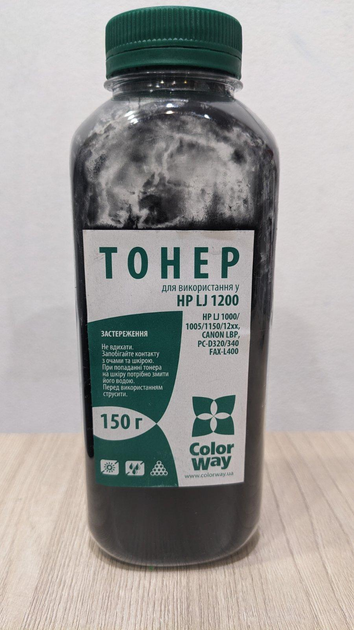 ТОНЕР
для використання у
HP LJ 1200
HP LJ 1000/
1005/1150/12xx,
CANON LBP,
PC-D320/340
FAX-L400
ЗАСТЕРЕЖЕННЯ
Не вдихати.
Запобігайте контакту
з очами та шкірою.
При попаданні тонера
на шкіру потрібно змити
його водою.
Перед використанням
струсити.
150 г
Color
Way
www.colorway.ua